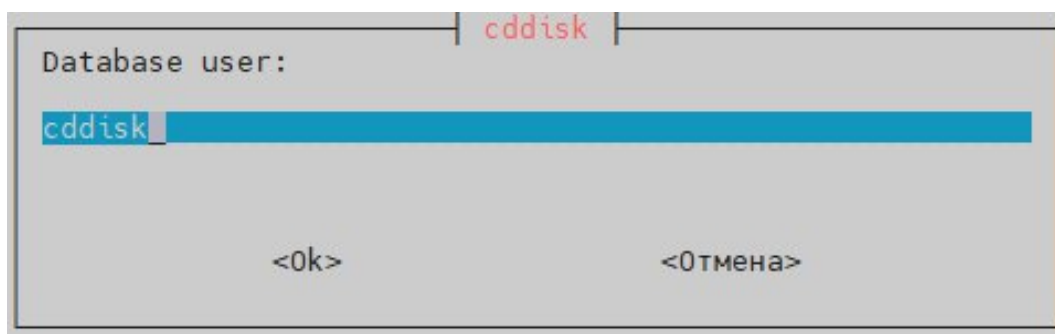 cddisk
Database user:
cddisk
<Ok> <Отмена>